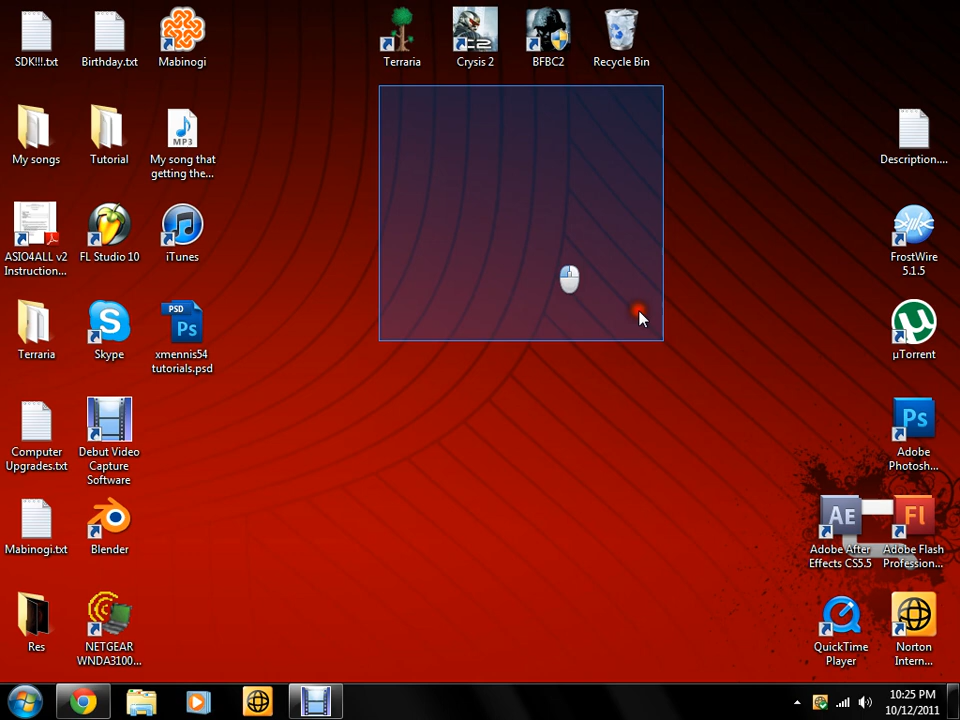 SDK!!!.txt
Birthday.txt
Mabinogi
Terraria
2
Crysis 2
BFBC2
Recycle Bin
My songs
Tutorial
MP3
My song that
getting the...
Description....
ASIO4ALL v2
Instruction...
FL Studio 10
iTunes
FrostWire
5.1.5
Terraria
S
Skype
PSD
Ps
xmennis54
tutorials.psd
µ
µTorrent
Computer
Upgrades.txt
Debut Video
Capture
Software
Ps
Adobe
Photosh...
Mabinogi.txt
Blender
AE
Adobe After
Effects CS5.5
Fl
Adobe Flash
Profession...
Res
NETGEAR
WNDA3100...
QuickTime
Player
Norton
Intern...
10:25 PM
10/12/2011